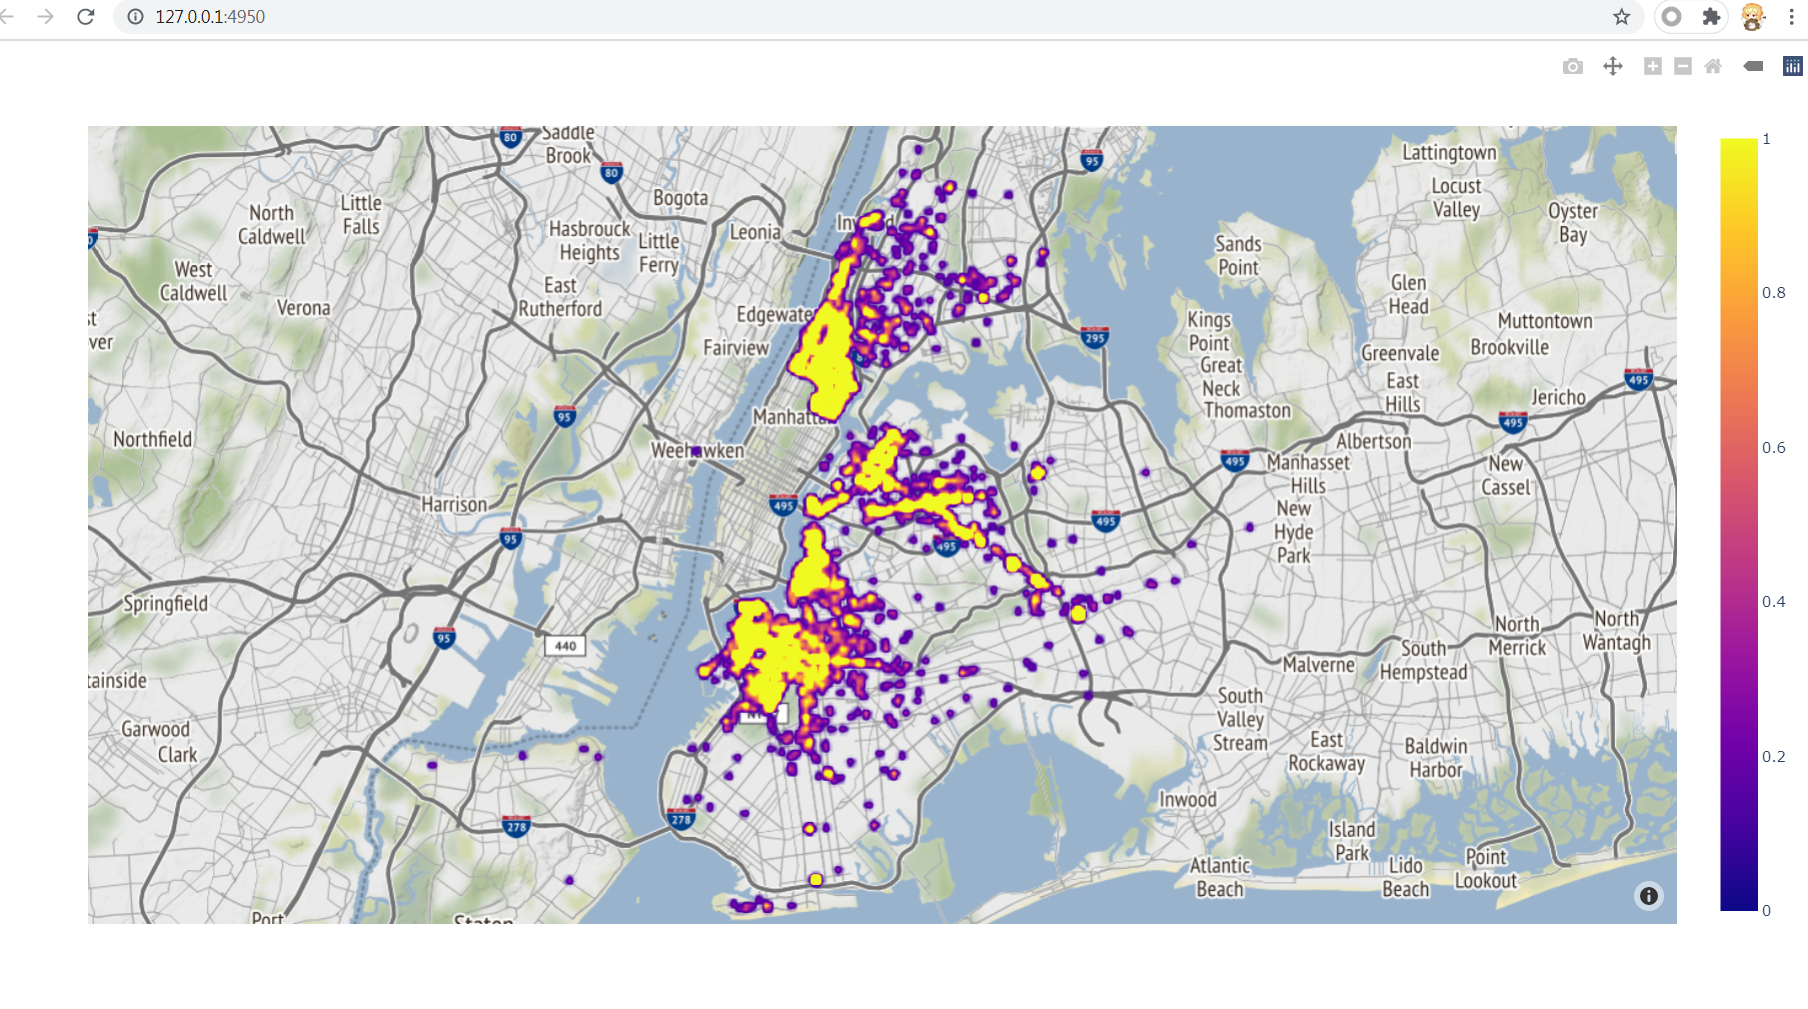 127.0.0.1:4950
Saddle
Brook
80
80
95
Lattingtown
Locust
Valley
Oyster
Bay
North
Caldwell
Little
Falls
Bogota
Hasbrouck
Heights
Little
Ferry
Leonia
Sands
Point
West
Caldwell
Verona
East
Rutherford
Glen
Head
Muttontown
Brookville
Kings
Point
Great
Neck
Thomaston
Greenvale
East
Hills
Jericho
Edgewate
Fairview
295
495
495
95
Manhatta
Northfield
Weehawken
Albertson
495
Manhasset
Hills
New
Cassel
Harrison
495
495
495
95
New
Hyde
Park
Springfield
95
440
North
Merrick
North
Wantagh
Malverne
South
Hempstead
tainside
South
Valley
Stream
Garwood
Clark
East
Rockaway
Baldwin
Harbor
Inwood
278
278
Island
Park
Atlantic
Beach
Lido
Beach
Point
Lookout
Port
Staten
1
0.8
0.6
0.4
0.2
0